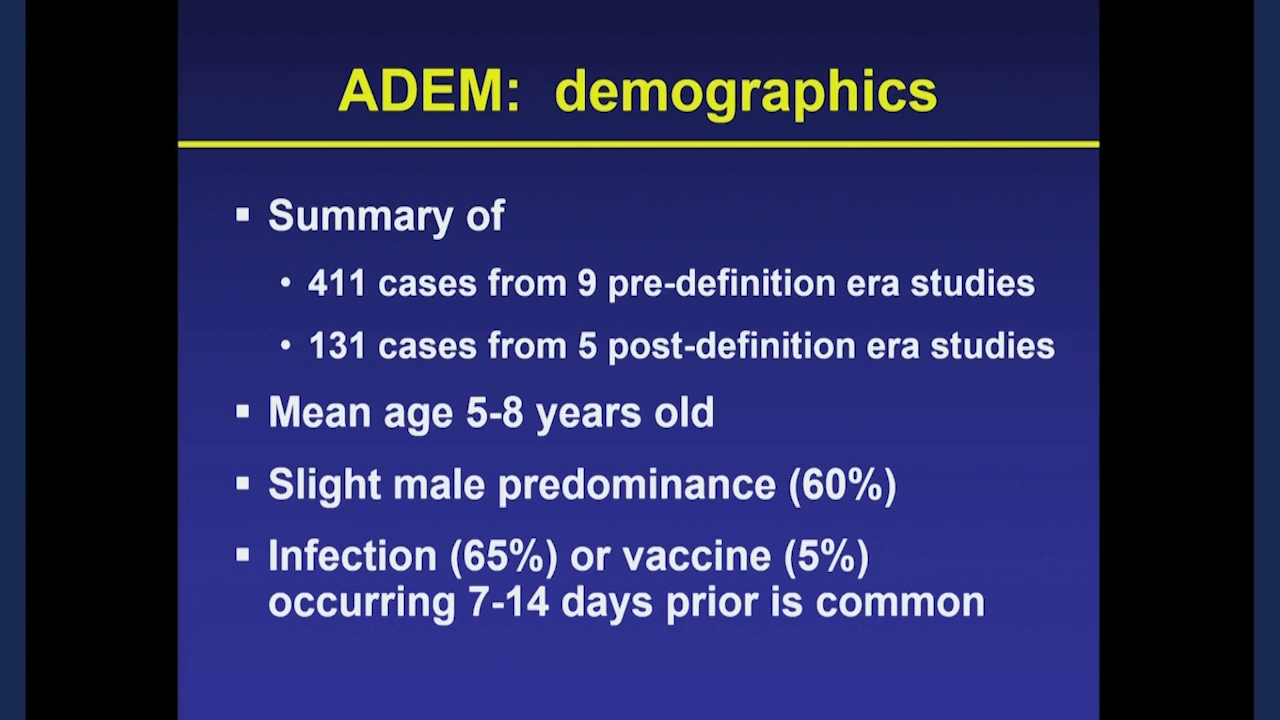 ADEM: demographics
▪ Summary of
• 411 cases from 9 pre-definition era studies
• 131 cases from 5 post-definition era studies
▪ Mean age 5-8 years old
▪ Slight male predominance (60%)
▪ Infection (65%) or vaccine (5%)
occurring 7-14 days prior is common